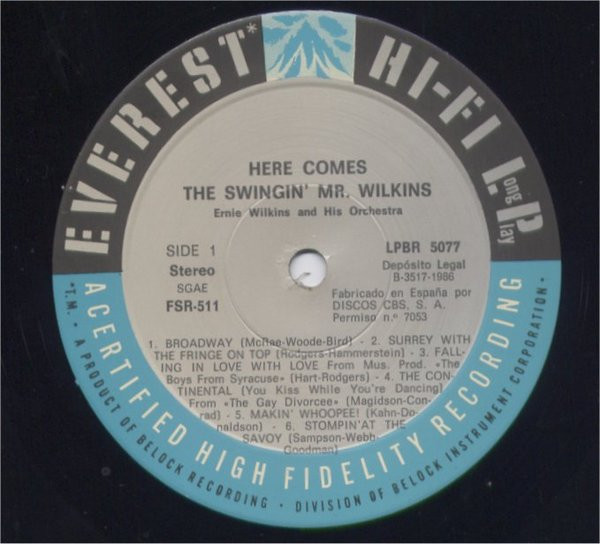 EVEREST* HI-FI Long Play
HERE COMES
THE SWINGIN' MR. WILKINS
Ernie Wilkins and His Orchestra
SIDE 1
Stereo
SGAE
FSR-511
LPBR 5077
Depósito Legal
B-3517-1986
Fabricado en España por
DISCOS CBS, S. A.
Permiso n.º 7053
1. BROADWAY (McRae-Woode-Bird) - 2. SURREY WITH
THE FRINGE ON TOP (Rodgers-Hammerstein) - 3. FALL-
ING IN LOVE WITH LOVE From Mus. Prod. «The
Boys From Syracuse» (Hart-Rodgers) - 4. THE CON-
TINENTAL (You Kiss While You're Dancing)
From «The Gay Divorcee» (Magidson-Con-
rad) - 5. MAKIN' WHOOPEE! (Kahn-Do-
naldson) - 6. STOMPIN'AT THE
SAVOY (Sampson-Webb-
Goodman)
A CERTIFIED HIGH FIDELITY RECORDING
*T.M. • A PRODUCT OF BELOCK RECORDING • DIVISION OF BELOCK INSTRUMENT CORPORATION •